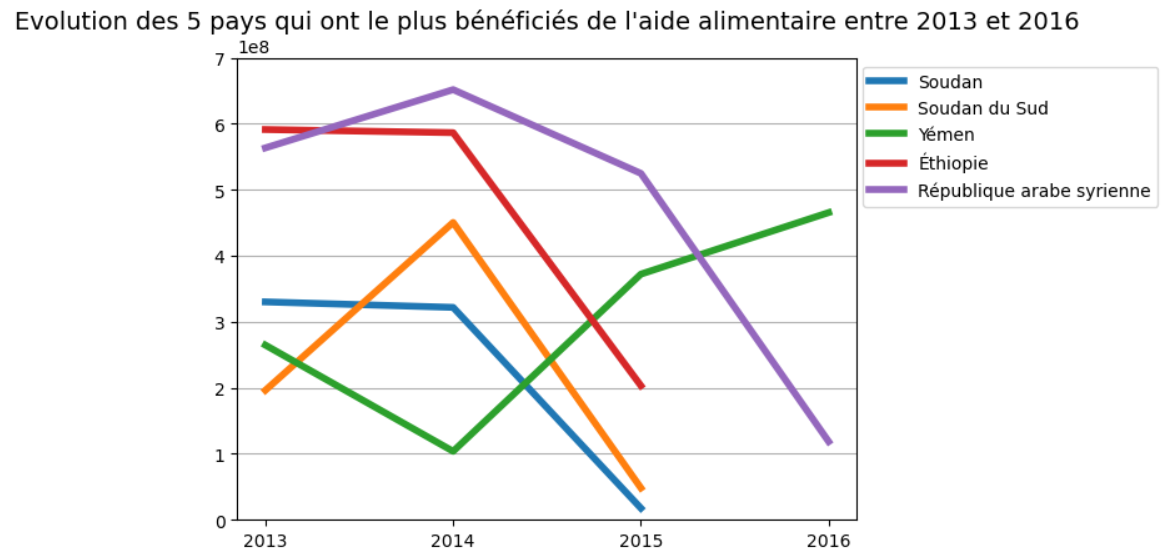 Evolution des 5 pays qui ont le plus bénéficiés de l'aide alimentaire entre 2013 et 2016
1e8
7
6
5
4
3
2
1
0
2013 2014 2015 2016
Soudan
Soudan du Sud
Yémen
Éthiopie
République arabe syrienne